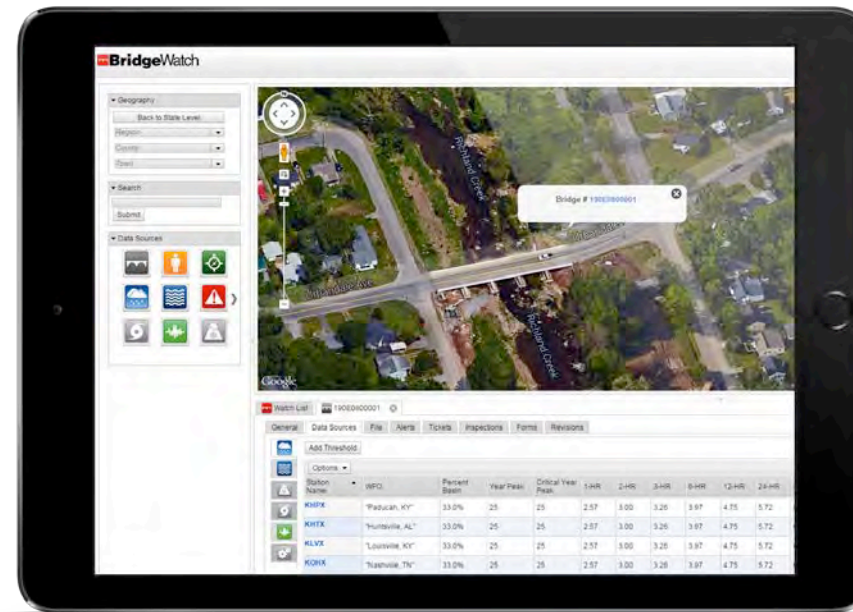 BridgeWatch
Geography
Back to State Level
Region
County
Town
Search
Submit
Data Sources
Richland Creek
Bridge # 19OE0800001
Urbandale Ave
Richland Creek
Google
Watch List
General Data Sources File Alerts Tickets Inspections Forms Revisions
Add Threshold
Options
Station Name WFO Percent Basin Year Peak Critical Year Peak 1-HR 2-HR 3-HR 6-HR 12-HR 24-HR
KHPX "Paducah, KY" 33.0% 25 25 2.57 3.00 3.26 3.97 4.75 5.72
KHTX "Huntsville, AL" 33.0% 25 25 2.57 3.00 3.26 3.97 4.75 5.72
KLVX "Louisville, KY" 33.0% 25 25 2.57 3.00 3.26 3.97 4.75 5.72
KOHX "Nashville, TN" 33.0% 25 25 2.57 3.00 3.26 3.97 4.75 5.72